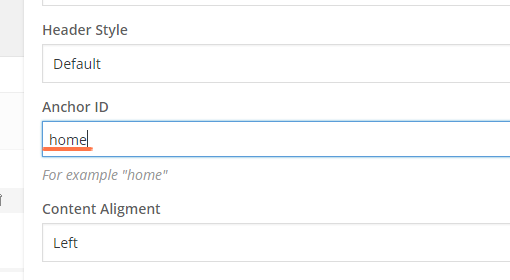 Header Style
Default
Anchor ID
home
For example "home"
Content Aligment
Left